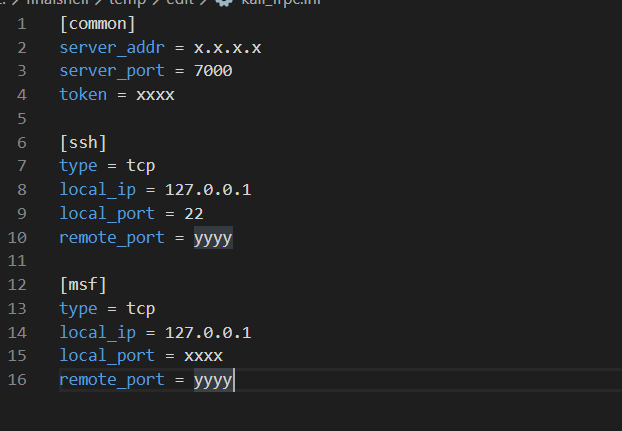 finalshell / temp / edit / kali_frpc.ini
1 [common]
2 server_addr = x.x.x.x
3 server_port = 7000
4 token = xxxx
5
6 [ssh]
7 type = tcp
8 local_ip = 127.0.0.1
9 local_port = 22
10 remote_port = yyyy
11
12 [msf]
13 type = tcp
14 local_ip = 127.0.0.1
15 local_port = xxxx
16 remote_port = yyyy